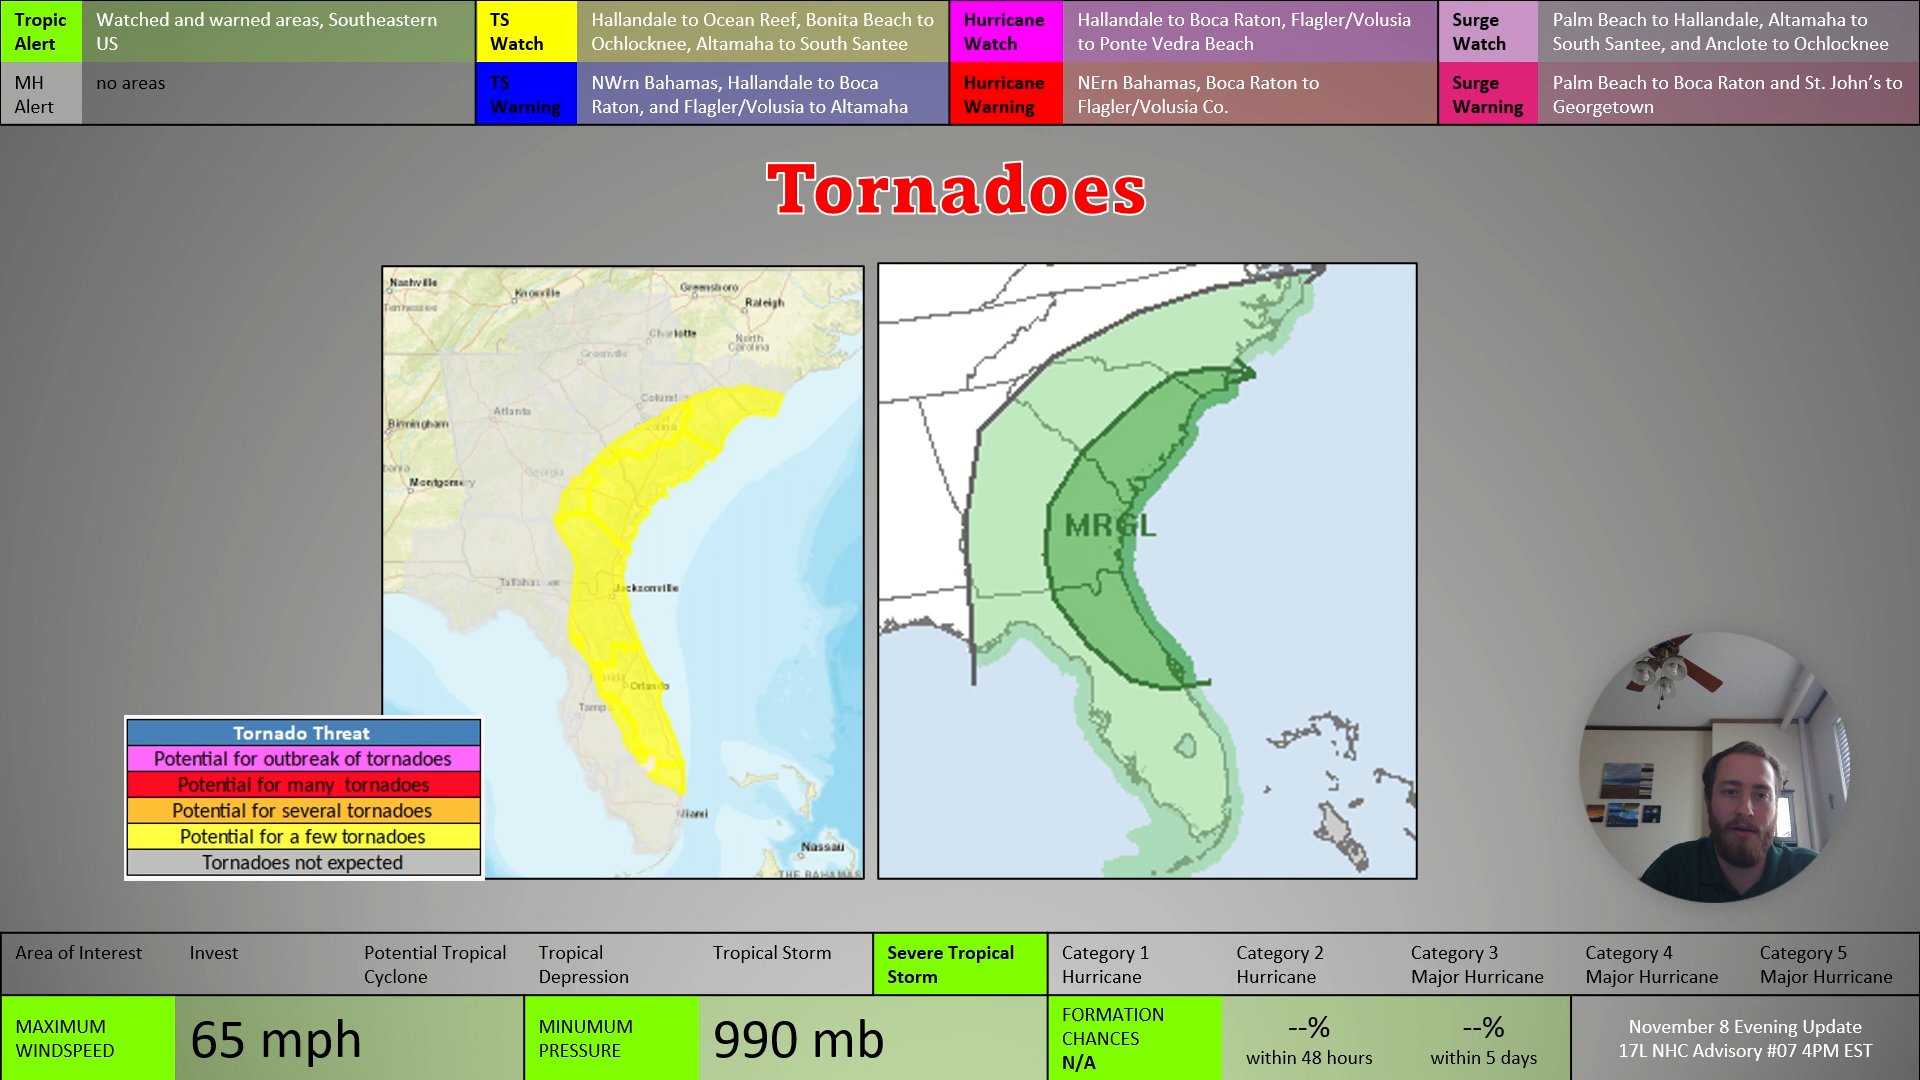 Tropic
Alert
Watched and warned areas, Southeastern
US
TS
Watch
Hallandale to Ocean Reef, Bonita Beach to
Ochlocknee, Altamaha to South Santee
Hurricane
Watch
Hallandale to Boca Raton, Flagler/Volusia
to Ponte Vedra Beach
Surge
Watch
Palm Beach to Hallandale, Altamaha to
South Santee, and Anclote to Ochlocknee
MH
Alert
no areas
TS
Warning
NWrn Bahamas, Hallandale to Boca
Raton, and Flagler/Volusia to Altamaha
Hurricane
Warning
NErn Bahamas, Boca Raton to
Flagler/Volusia Co.
Surge
Warning
Palm Beach to Boca Raton and St. John’s to
Georgetown
Tornadoes
Nashville
Tennessee
Knoxville
Greensboro
Raleigh
Charlotte
North
Carolina
Greenville
Atlanta
Birmingham
Georgia
Montgomery
Jacksonville
Orlando
Miami
Nassau
THE BAHAMAS
MRGL
Tornado Threat
Potential for outbreak of tornadoes
Potential for many tornadoes
Potential for several tornadoes
Potential for a few tornadoes
Tornadoes not expected
Area of Interest
Invest
Potential Tropical
Cyclone
Tropical
Depression
Tropical Storm
Severe Tropical
Storm
Category 1
Hurricane
Category 2
Hurricane
Category 3
Major Hurricane
Category 4
Major Hurricane
Category 5
Major Hurricane
MAXIMUM
WINDSPEED
65 mph
MINUMUM
PRESSURE
990 mb
FORMATION
CHANCES
N/A
--%
within 48 hours
--%
within 5 days
November 8 Evening Update
17L NHC Advisory #07 4PM EST